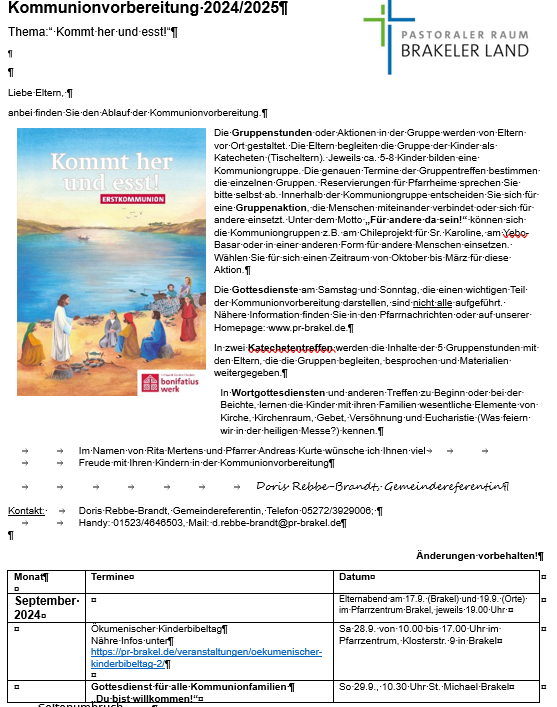 Kommunionvorbereitung 2024/2025¶
Thema:“ Kommt her und esst!“¶
PASTORALER RAUM
BRAKELER LAND
¶
¶
Liebe Eltern, ¶
anbei finden Sie den Ablauf der Kommunionvorbereitung.¶
Kommt her
und esst!
ERSTKOMMUNION
bonifatius
werk
Die Gruppenstunden oder Aktionen in der Gruppe werden von Eltern
vor Ort gestaltet. Die Eltern begleiten die Gruppe der Kinder als
Katecheten (Tischeltern). Jeweils ca. 5-8 Kinder bilden eine
Kommuniongruppe. Die genauen Termine der Gruppentreffen bestimmen
die einzelnen Gruppen. Reservierungen für Pfarrheime sprechen Sie
bitte selbst ab. Innerhalb der Kommuniongruppe entscheiden Sie sich für
eine Gruppenaktion, die Menschen miteinander verbindet oder sich für
andere einsetzt. Unter dem Motto „Für andere da sein!“ können sich
die Kommuniongruppen z.B. am Chileprojekt für Sr. Karoline, am Yebo-
Basar oder in einer anderen Form für andere Menschen einsetzen.
Wählen Sie für sich einen Zeitraum von Oktober bis März für diese
Aktion.¶
Die Gottesdienste am Samstag und Sonntag, die einen wichtigen Teil
der Kommunionvorbereitung darstellen, sind nicht alle aufgeführt.
Nähere Information finden Sie in den Pfarrnachrichten oder auf unserer
Homepage: www.pr-brakel.de¶
In zwei Katechetentreffen werden die Inhalte der 5 Gruppenstunden mit
den Eltern, die die Gruppen begleiten, besprochen und Materialien
weitergegeben.¶
In Wortgottesdiensten und anderen Treffen zu Beginn oder bei der
Beichte, lernen die Kinder mit ihren Familien wesentliche Elemente von
Kirche, Kirchenraum, Gebet, Versöhnung und Eucharistie (Was feiern
wir in der heiligen Messe?) kennen.¶
Im Namen von Rita Mertens und Pfarrer Andreas Kurte wünsche ich Ihnen viel
Freude mit Ihren Kindern in der Kommunionvorbereitung¶
Doris Rebbe-Brandt, Gemeindereferentin¶
Kontakt: Doris Rebbe-Brandt, Gemeindereferentin, Telefon 05272/3929006; ¶
Handy: 01523/4646503, Mail: d.rebbe-brandt@pr-brakel.de¶
¶
Änderungen vorbehalten!¶
Monat¶ Termine¤ Datum¤
September 2024¤ Elternabend am 17.9. (Brakel) und 19.9. (Orte)
im Pfarrzentrum Brakel, jeweils 19.00 Uhr ¤
Ökumenischer Kinderbibeltag¶ Sa 28.9. von 10.00 bis 17.00 Uhr im
Nähere Infos unter¶ Pfarrzentrum, Klosterstr. 9 in Brakel¤
https://pr-brakel.de/veranstaltungen/oekumenischer-
kinderbibeltag-2/¶
Gottesdienst für alle Kommunionfamilien ¶ So 29.9., 10.30 Uhr St. Michael Brakel¤
„Du bist willkommen!“¤
Seitenumbruch